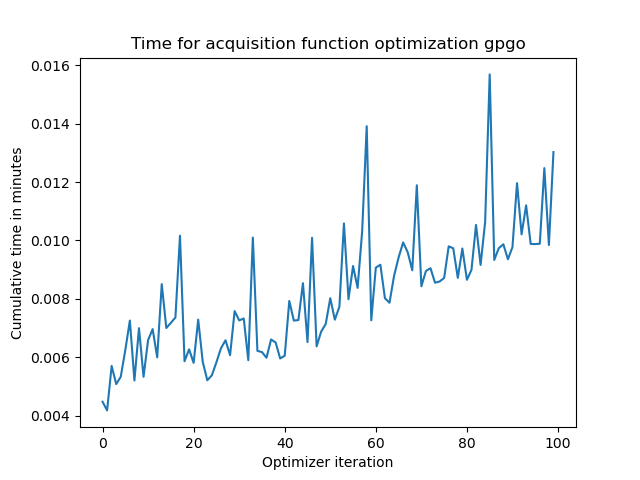 Time for acquisition function optimization gpgo
0.016
0.014
0.012
0.010
0.008
0.006
0.004
Cumulative time in minutes
0 20 40 60 80 100
Optimizer iteration